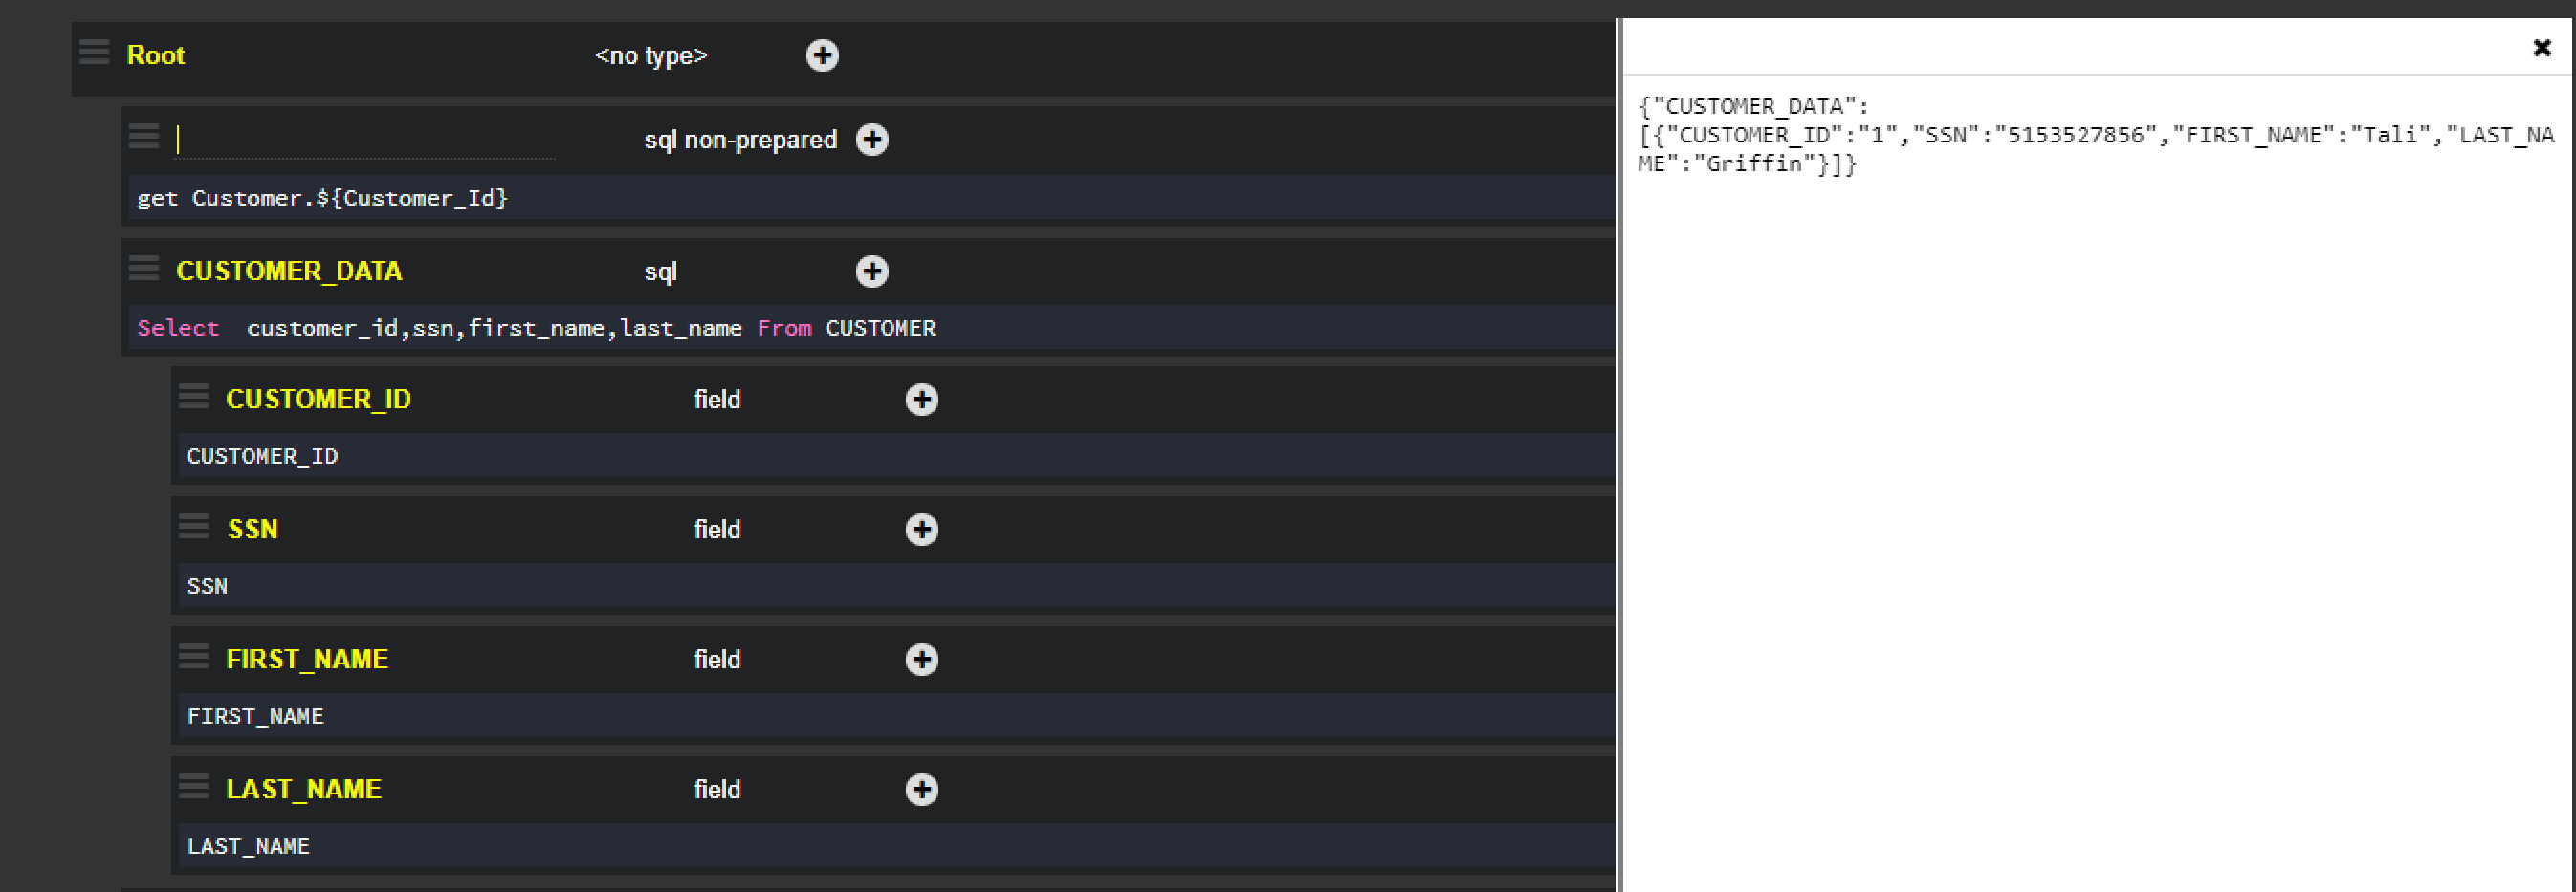 Root <no type>
sql non-prepared
get Customer.${Customer_Id}
CUSTOMER_DATA sql
Select  customer_id,ssn,first_name,last_name From CUSTOMER
CUSTOMER_ID field
CUSTOMER_ID
SSN field
SSN
FIRST_NAME field
FIRST_NAME
LAST_NAME field
LAST_NAME
{"CUSTOMER_DATA":
[{"CUSTOMER_ID":"1","SSN":"5153527856","FIRST_NAME":"Tali","LAST_NA
ME":"Griffin"}]}